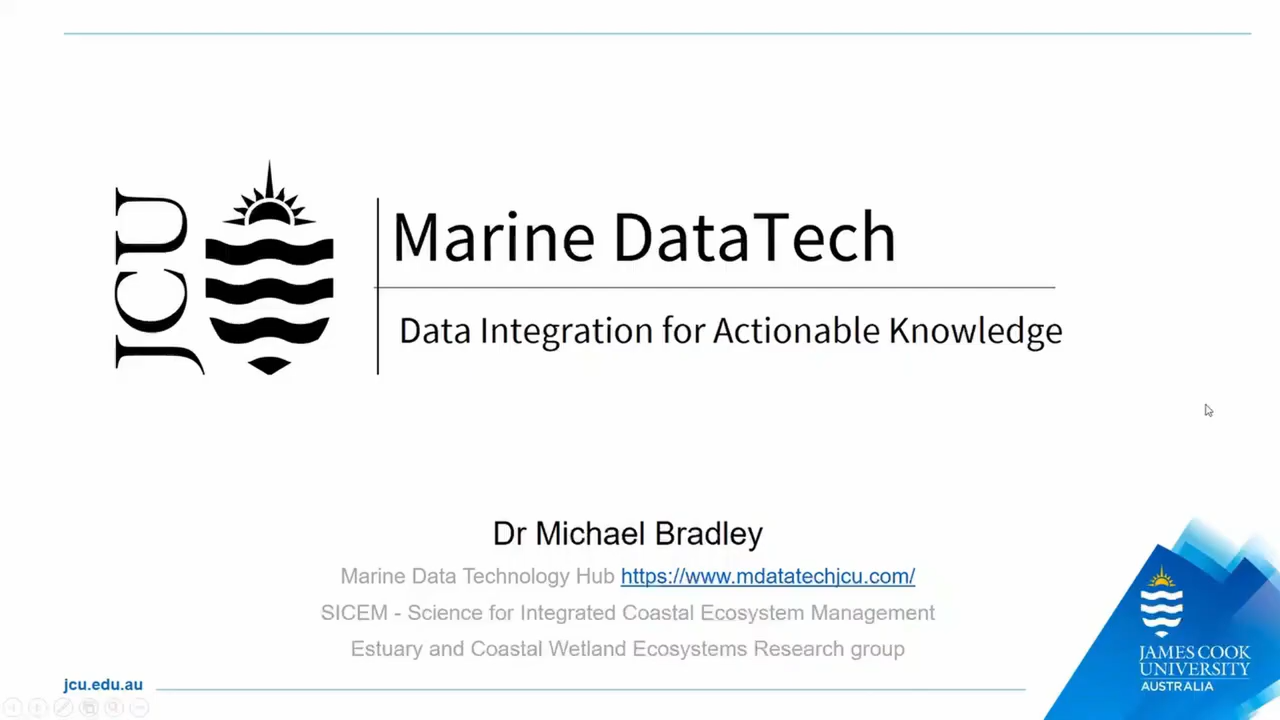 JCU
Marine DataTech
Data Integration for Actionable Knowledge
Dr Michael Bradley
Marine Data Technology Hub https://www.mdatatechjcu.com/
SICEM - Science for Integrated Coastal Ecosystem Management
Estuary and Coastal Wetland Ecosystems Research group
jcu.edu.au
JAMES COOK
UNIVERSITY
AUSTRALIA